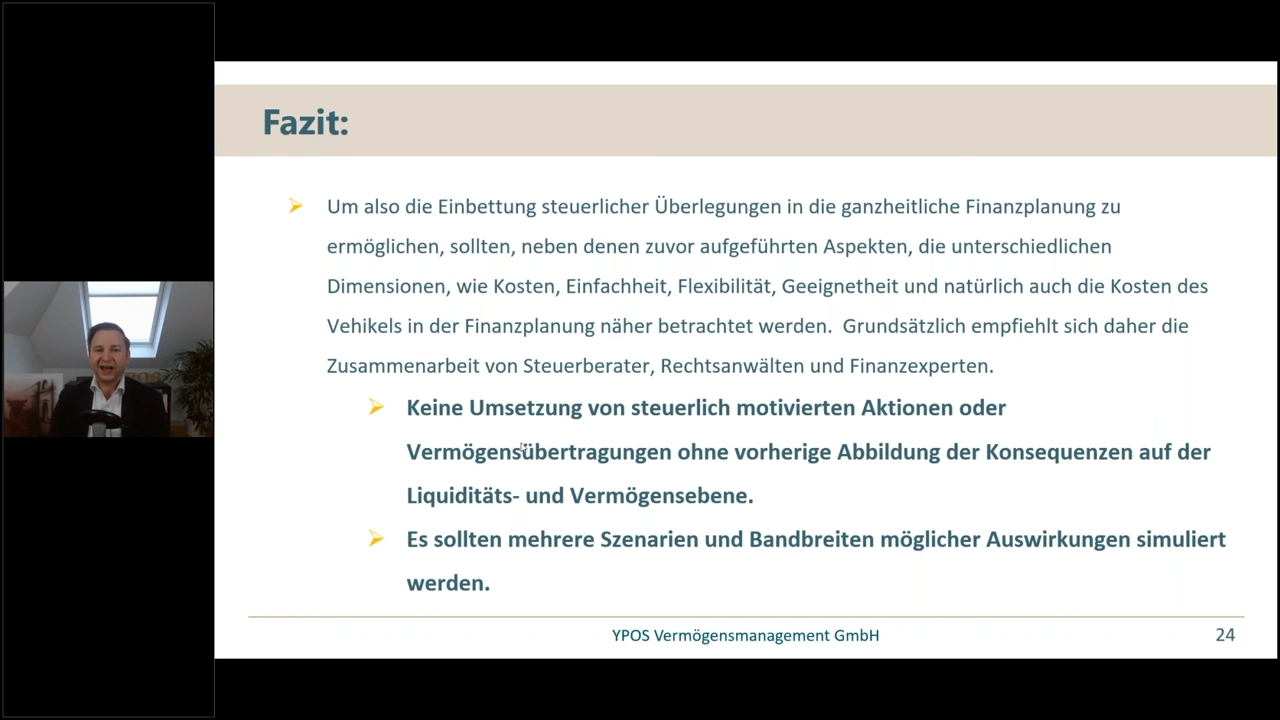 Fazit:
Um also die Einbettung steuerlicher Überlegungen in die ganzheitliche Finanzplanung zu
ermöglichen, sollten, neben denen zuvor aufgeführten Aspekten, die unterschiedlichen
Dimensionen, wie Kosten, Einfachheit, Flexibilität, Geeignetheit und natürlich auch die Kosten des
Vehikels in der Finanzplanung näher betrachtet werden.  Grundsätzlich empfiehlt sich daher die
Zusammenarbeit von Steuerberater, Rechtsanwälten und Finanzexperten.
Keine Umsetzung von steuerlich motivierten Aktionen oder
Vermögensübertragungen ohne vorherige Abbildung der Konsequenzen auf der
Liquiditäts- und Vermögensebene.
Es sollten mehrere Szenarien und Bandbreiten möglicher Auswirkungen simuliert
werden.
YPOS Vermögensmanagement GmbH
24